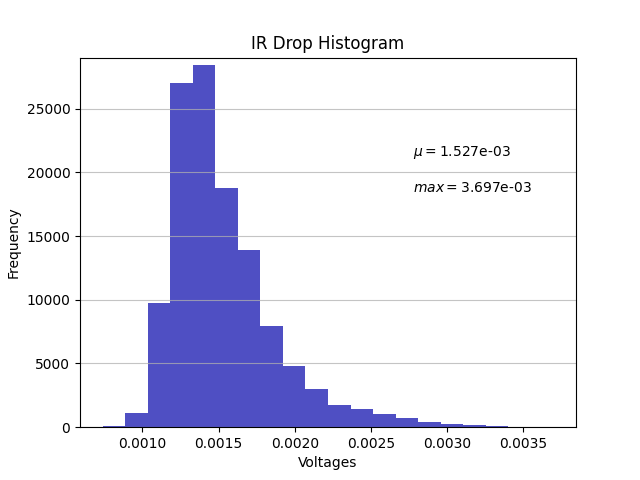 IR Drop Histogram
Frequency
25000
20000
15000
10000
5000
0
μ = 1.527e-03
max = 3.697e-03
0.0010 0.0015 0.0020 0.0025 0.0030 0.0035
Voltages